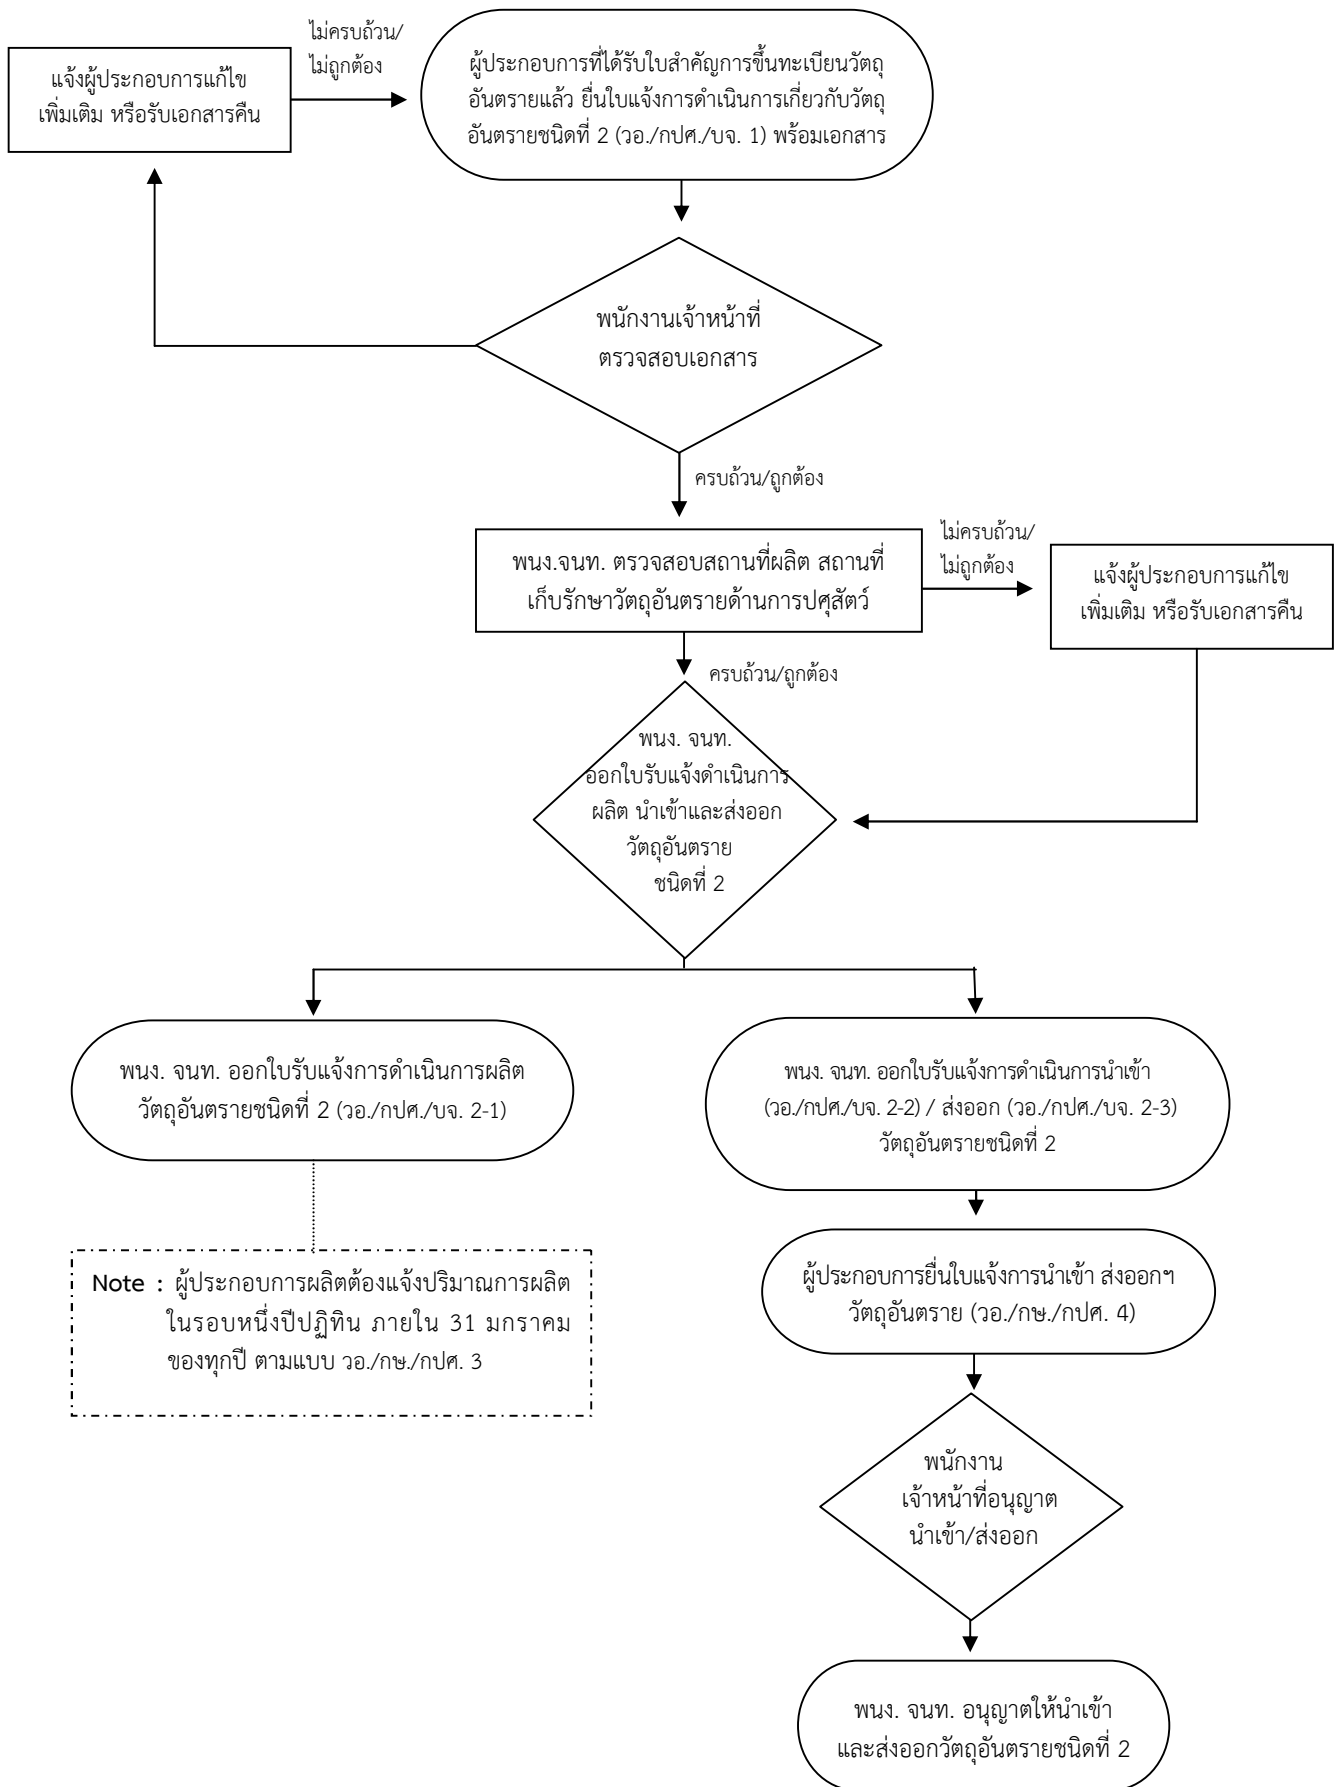 ไม่ครบถ้วน/
ไม่ถูกต้อง
แจ้งผู้ประกอบการแก้ไข
เพิ่มเติม หรือรับเอกสารคืน
ผู้ประกอบการที่ได้รับใบสำคัญการขึ้นทะเบียนวัตถุ
อันตรายแล้ว ยื่นใบแจ้งการดำเนินการเกี่ยวกับวัตถุ
อันตรายชนิดที่ 2 (วอ./กปศ./บจ. 1) พร้อมเอกสาร
พนักงานเจ้าหน้าที่
ตรวจสอบเอกสาร
ครบถ้วน/ถูกต้อง
พนง.จนท. ตรวจสอบสถานที่ผลิต สถานที่
เก็บรักษาวัตถุอันตรายด้านการปศุสัตว์
ไม่ครบถ้วน/
ไม่ถูกต้อง
แจ้งผู้ประกอบการแก้ไข
เพิ่มเติม หรือรับเอกสารคืน
ครบถ้วน/ถูกต้อง
พนง. จนท.
ออกใบรับแจ้งดำเนินการ
ผลิต นำเข้าและส่งออก
วัตถุอันตราย
ชนิดที่ 2
พนง. จนท. ออกใบรับแจ้งการดำเนินการผลิต
วัตถุอันตรายชนิดที่ 2 (วอ./กปศ./บจ. 2-1)
พนง. จนท. ออกใบรับแจ้งการดำเนินการนำเข้า
(วอ./กปศ./บจ. 2-2) / ส่งออก (วอ./กปศ./บจ. 2-3)
วัตถุอันตรายชนิดที่ 2
Note : ผู้ประกอบการผลิตต้องแจ้งปริมาณการผลิต
ในรอบหนึ่งปีปฏิทิน ภายใน 31 มกราคม
ของทุกปี ตามแบบ วอ./กษ./กปศ. 3
ผู้ประกอบการยื่นใบแจ้งการนำเข้า ส่งออกฯ
วัตถุอันตราย (วอ./กษ./กปศ. 4)
พนักงาน
เจ้าหน้าที่อนุญาต
นำเข้า/ส่งออก
พนง. จนท. อนุญาตให้นำเข้า
และส่งออกวัตถุอันตรายชนิดที่ 2